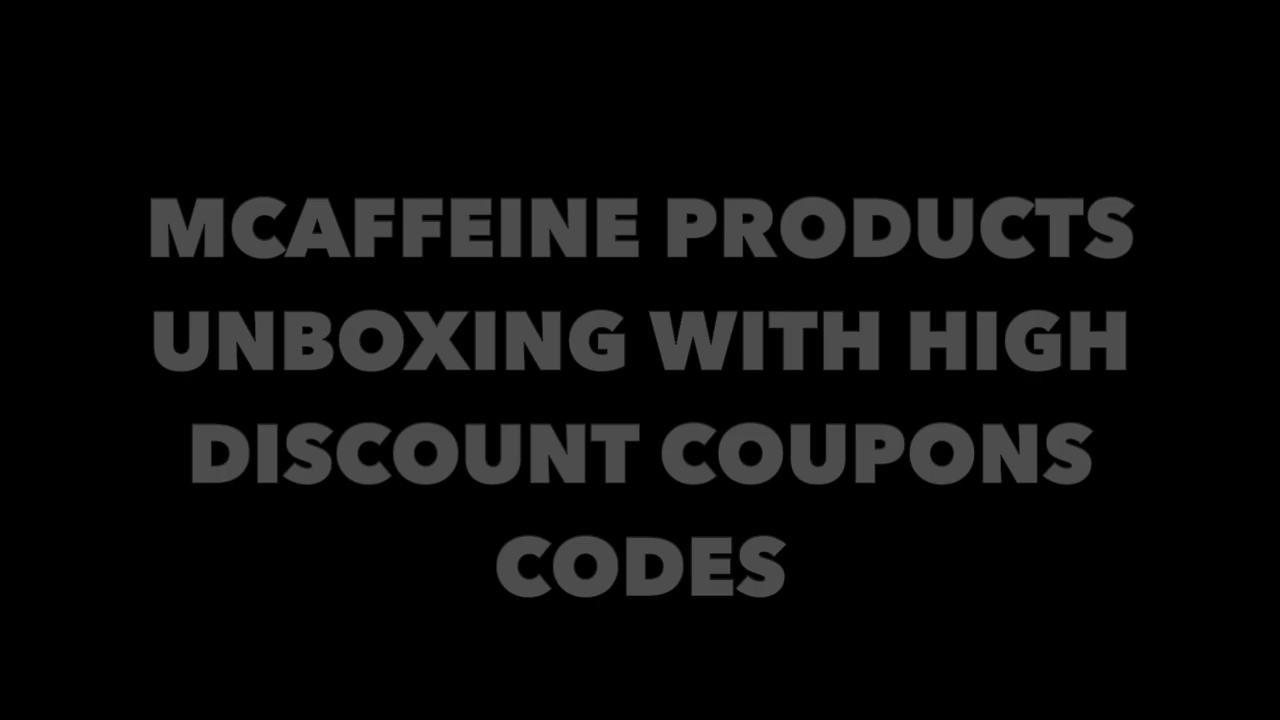 MCAFFEINE PRODUCTS
UNBOXING WITH HIGH
DISCOUNT COUPONS
CODES